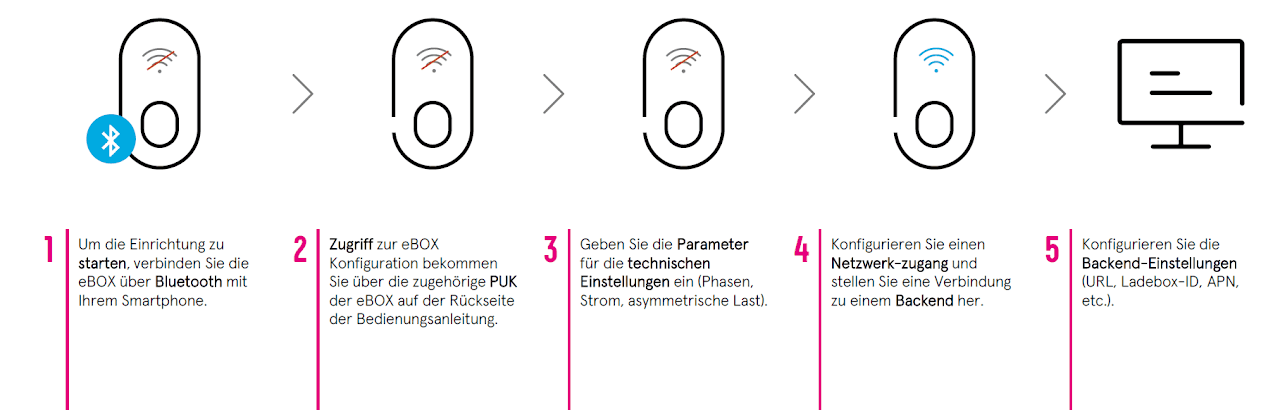 1
Um die Einrichtung zu
starten, verbinden Sie die
eBOX über Bluetooth mit
Ihrem Smartphone.
2
Zugriff zur eBOX
Konfiguration bekommen
Sie über die zugehörige PUK
der eBOX auf der Rückseite
der Bedienungsanleitung.
3
Geben Sie die Parameter
für die technischen
Einstellungen ein (Phasen,
Strom, asymmetrische Last).
4
Konfigurieren Sie einen
Netzwerk-zugang und
stellen Sie eine Verbindung
zu einem Backend her.
5
Konfigurieren Sie die
Backend-Einstellungen
(URL, Ladebox-ID, APN,
etc.).